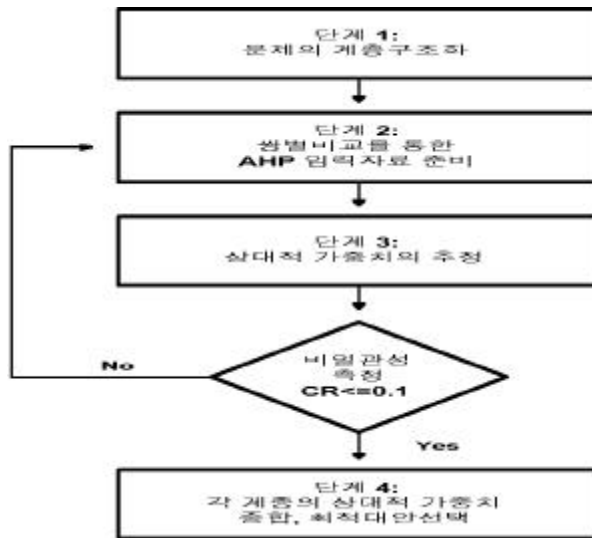 단계 1:
문제의 계층구조화
단계 2:
쌍별비교를 통한
AHP 입력자료 준비
단계 3:
상대적 가중치의 추정
비일관성
측정
CR<=0.1
No
Yes
단계 4:
각 계층의 상대적 가중치
종합, 최적대안선택